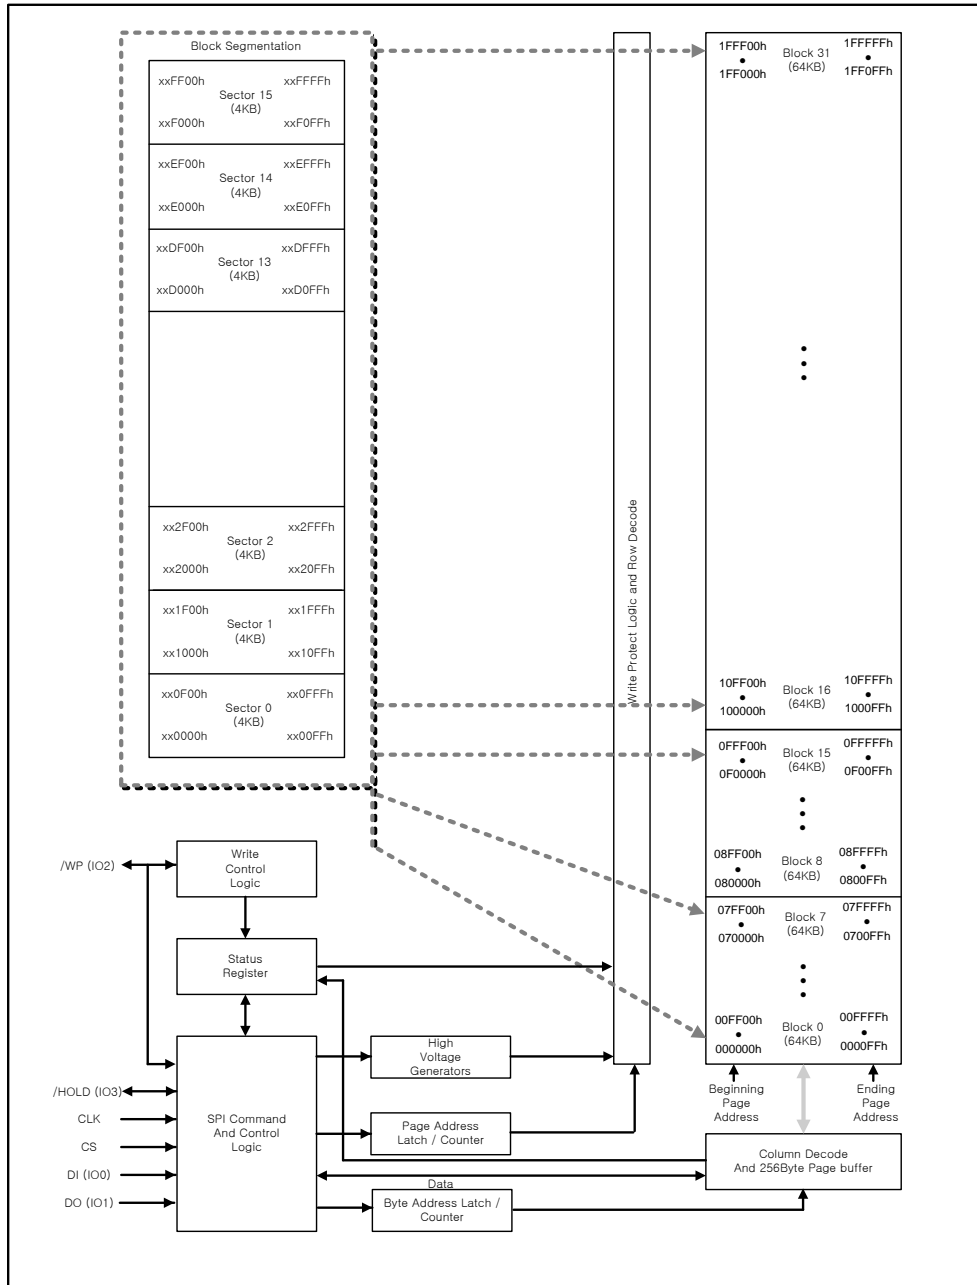 Block Segmentation
xxFF00h xxFFFFh
Sector 15
(4KB)
xxF000h xxF0FFh
xxEF00h xxEFFFh
Sector 14
(4KB)
xxE000h xxE0FFh
xxDF00h xxDFFFh
Sector 13
(4KB)
xxD000h xxD0FFh
xx2F00h xx2FFFh
Sector 2
(4KB)
xx2000h xx20FFh
xx1F00h xx1FFFh
Sector 1
(4KB)
xx1000h xx10FFh
xx0F00h xx0FFFh
Sector 0
(4KB)
xx0000h xx00FFh
Write Protect Logic and Row Decode
1FFF00h Block 31 1FFFFFh
(64KB)
1FF000h 1FF0FFh
10FF00h Block 16 10FFFFh
(64KB)
100000h 1000FFh
0FFF00h Block 15 0FFFFFh
(64KB)
0F0000h 0F00FFh
08FF00h Block 8 08FFFFh
(64KB)
080000h 0800FFh
07FF00h Block 7 07FFFFh
(64KB)
070000h 0700FFh
00FF00h Block 0 00FFFFh
(64KB)
000000h 0000FFh
Beginning
Page
Address
Ending
Page
Address
/WP (IO2)
Write
Control
Logic
Status
Register
/HOLD (IO3)
CLK
CS
DI (IO0)
DO (IO1)
SPI Command
And Control
Logic
High
Voltage
Generators
Page Address
Latch / Counter
Data
Byte Address Latch /
Counter
Column Decode
And 256Byte Page buffer